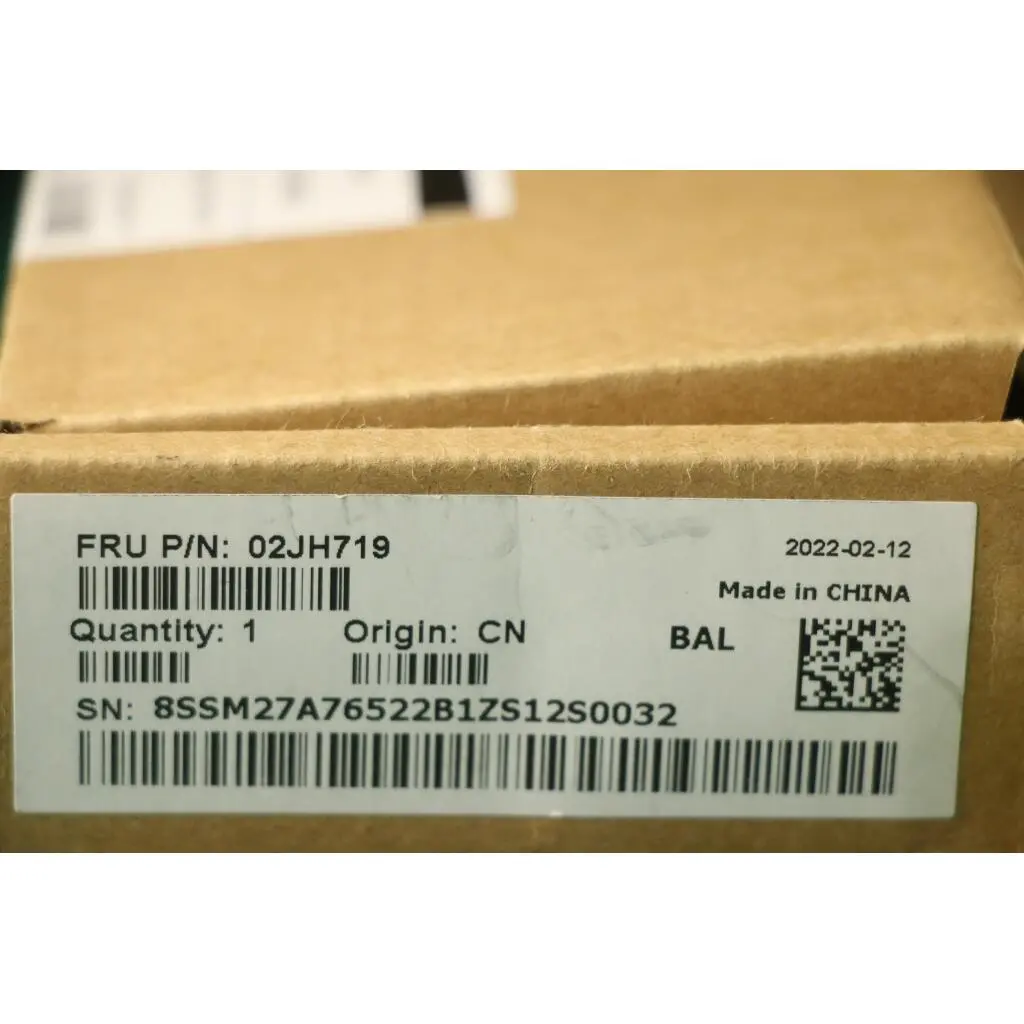 FRU P/N: 02JH719
2022-02-12
Made in CHINA
Quantity: 1
Origin: CN
BAL
SN: 8SSM27A76522B1ZS12S0032